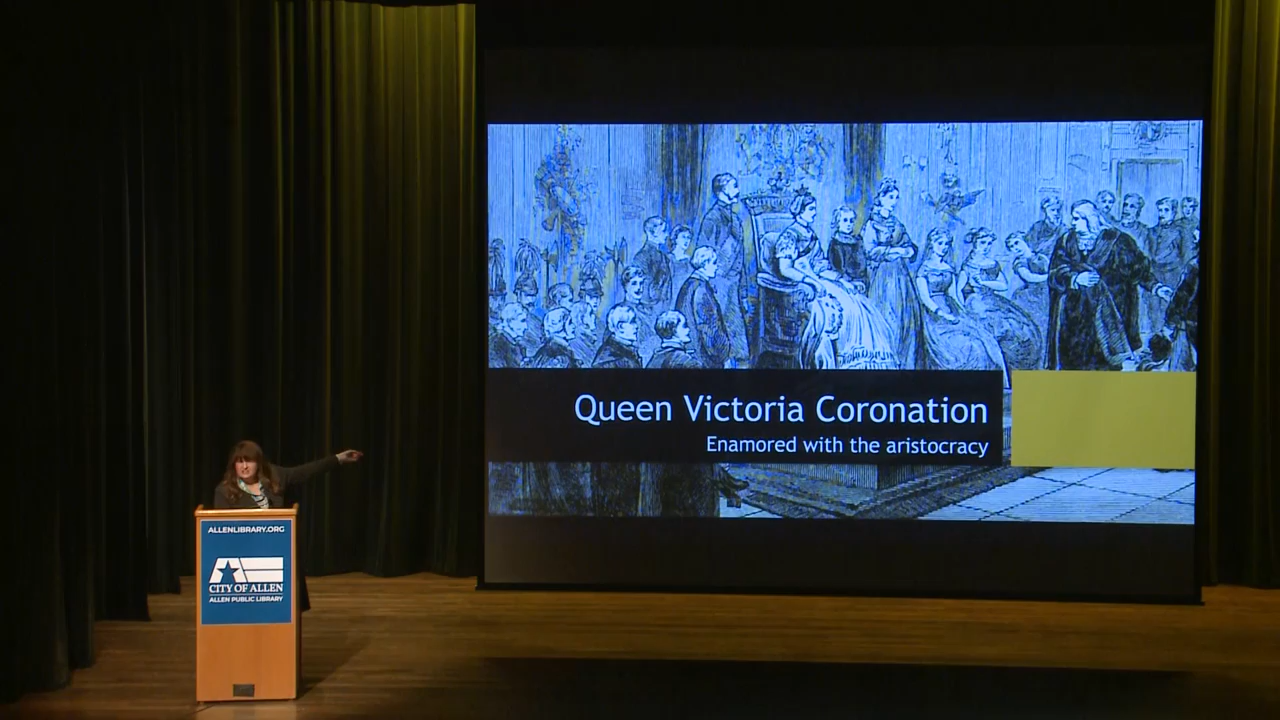 Queen Victoria Coronation
Enamored with the aristocracy
ALLENLIBRARY.ORG
CITY OF ALLEN
ALLEN PUBLIC LIBRARY